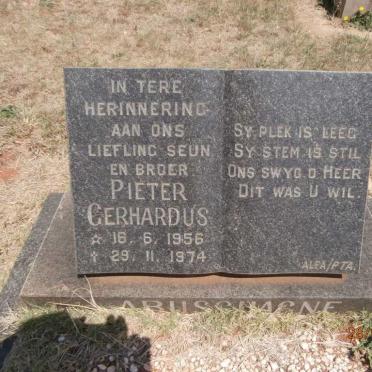 IN TERE
HERINNERING
AAN ONS
LIEFLING SEUN
EN BROER
PIETER
GERHARDUS
☆ 16. 6. 1956
✝ 29. 11. 1974
SY PLEK IS LEEG
SY STEM IS STIL
ONS SWYG O HEER
DIT WAS U WIL.
ALFA/PTA.
LABUSCHAGNE